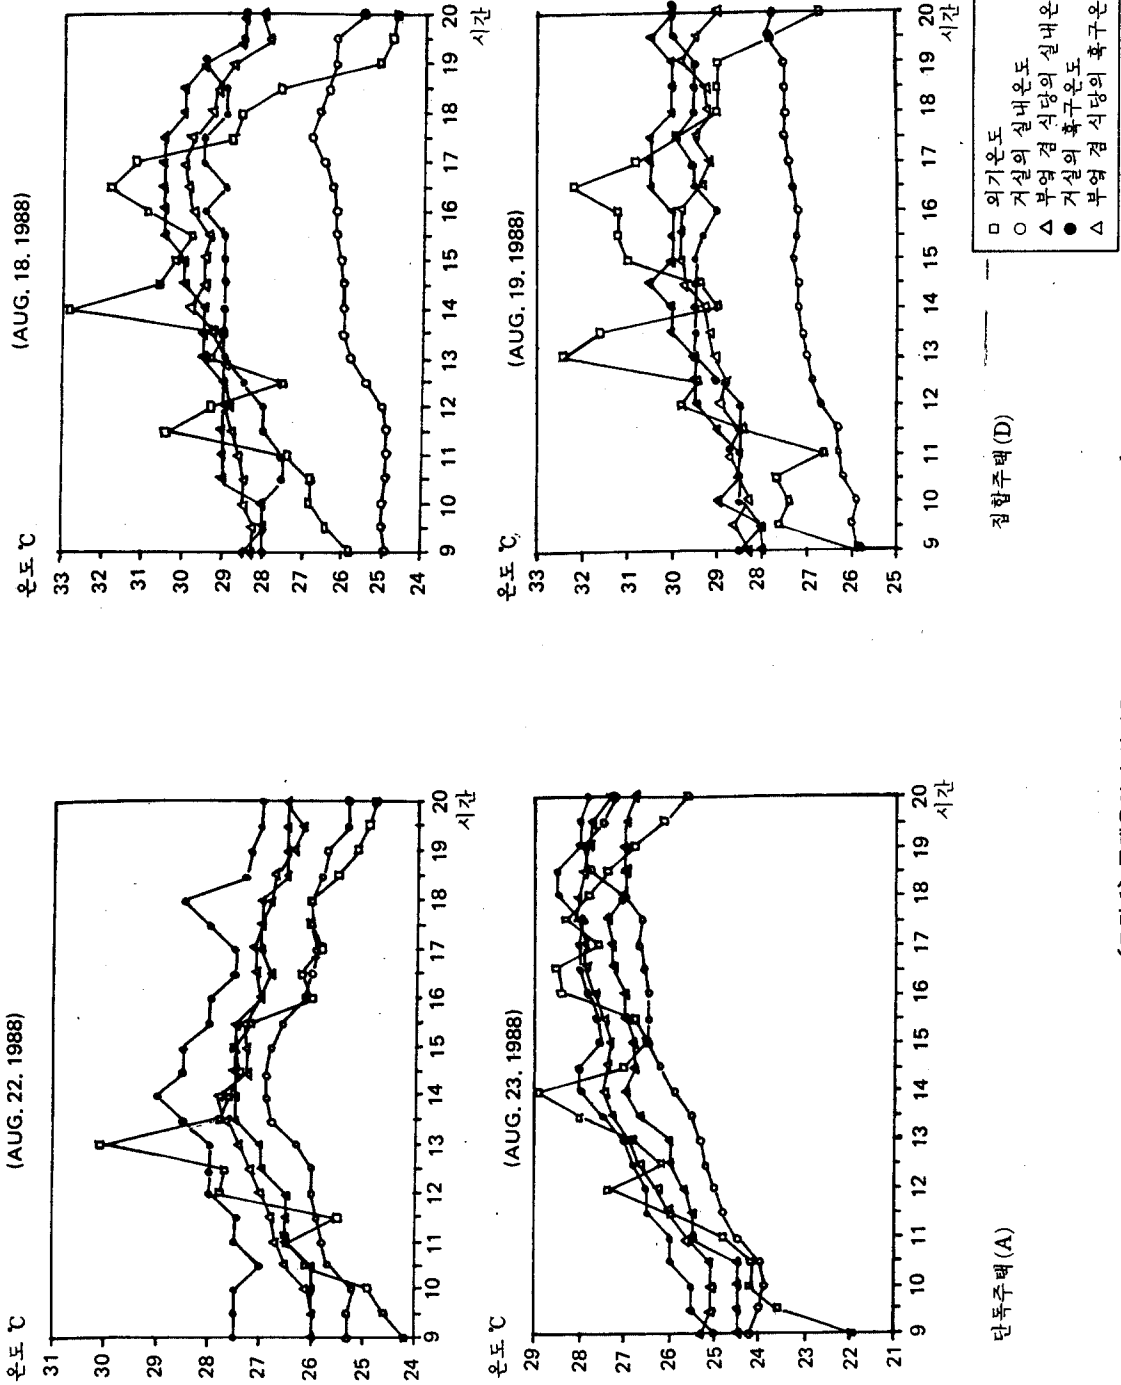 온도 ℃
(AUG. 22. 1988)
31
30
29
28
27
26
25
24
9 10 11 12 13 14 15 16 17 18 19 20
시간
온도 ℃
(AUG. 18. 1988)
33
32
31
30
29
28
27
26
25
24
9 10 11 12 13 14 15 16 17 18 19 20
시간
온도 ℃
(AUG. 23. 1988)
29
28
27
26
25
24
23
22
21
9 10 11 12 13 14 15 16 17 18 19 20
시간
온도 ℃
(AUG. 19. 1988)
33
32
31
30
29
28
27
26
25
9 10 11 12 13 14 15 16 17 18 19 20
시간
□ 외기온도
○ 거실의 실내온도
△ 부엌 겸 식당의 실내온
● 거실의 흑구온도
△ 부엌 겸 식당의 흑구온
단독주택(A)
집합주택(D)